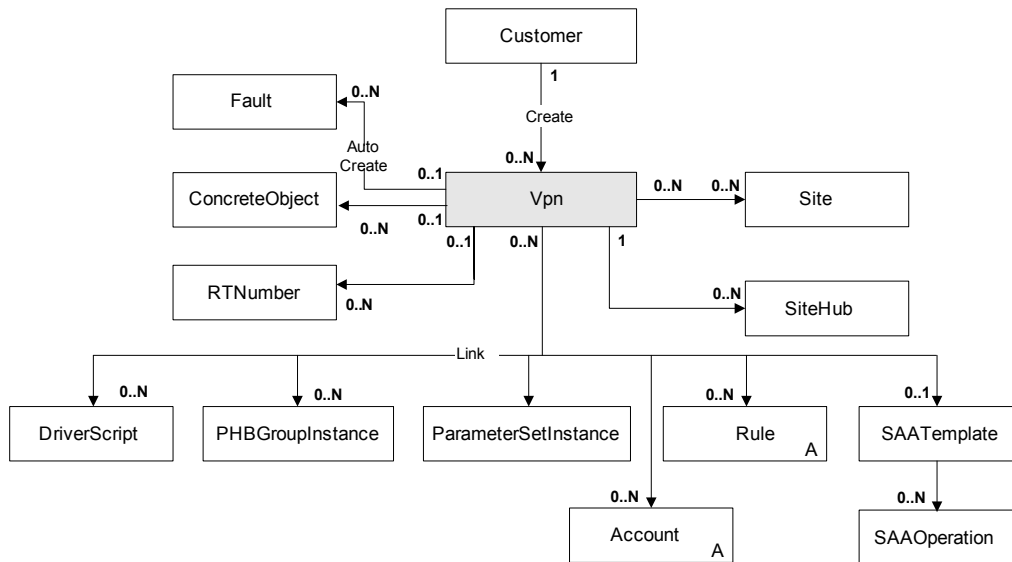 Customer
1
Fault
0..N
Create
Auto
Create
0..1
0..N
ConcreteObject
Vpn
0..N
0..N
Site
0..N
0..1
0..1
0..N
1
RTNumber
0..N
0..N
SiteHub
Link
0..N
0..N
0..N
0..1
DriverScript
PHBGroupInstance
ParameterSetInstance
Rule
A
SAATemplate
0..N
0..N
Account
A
SAAOperation